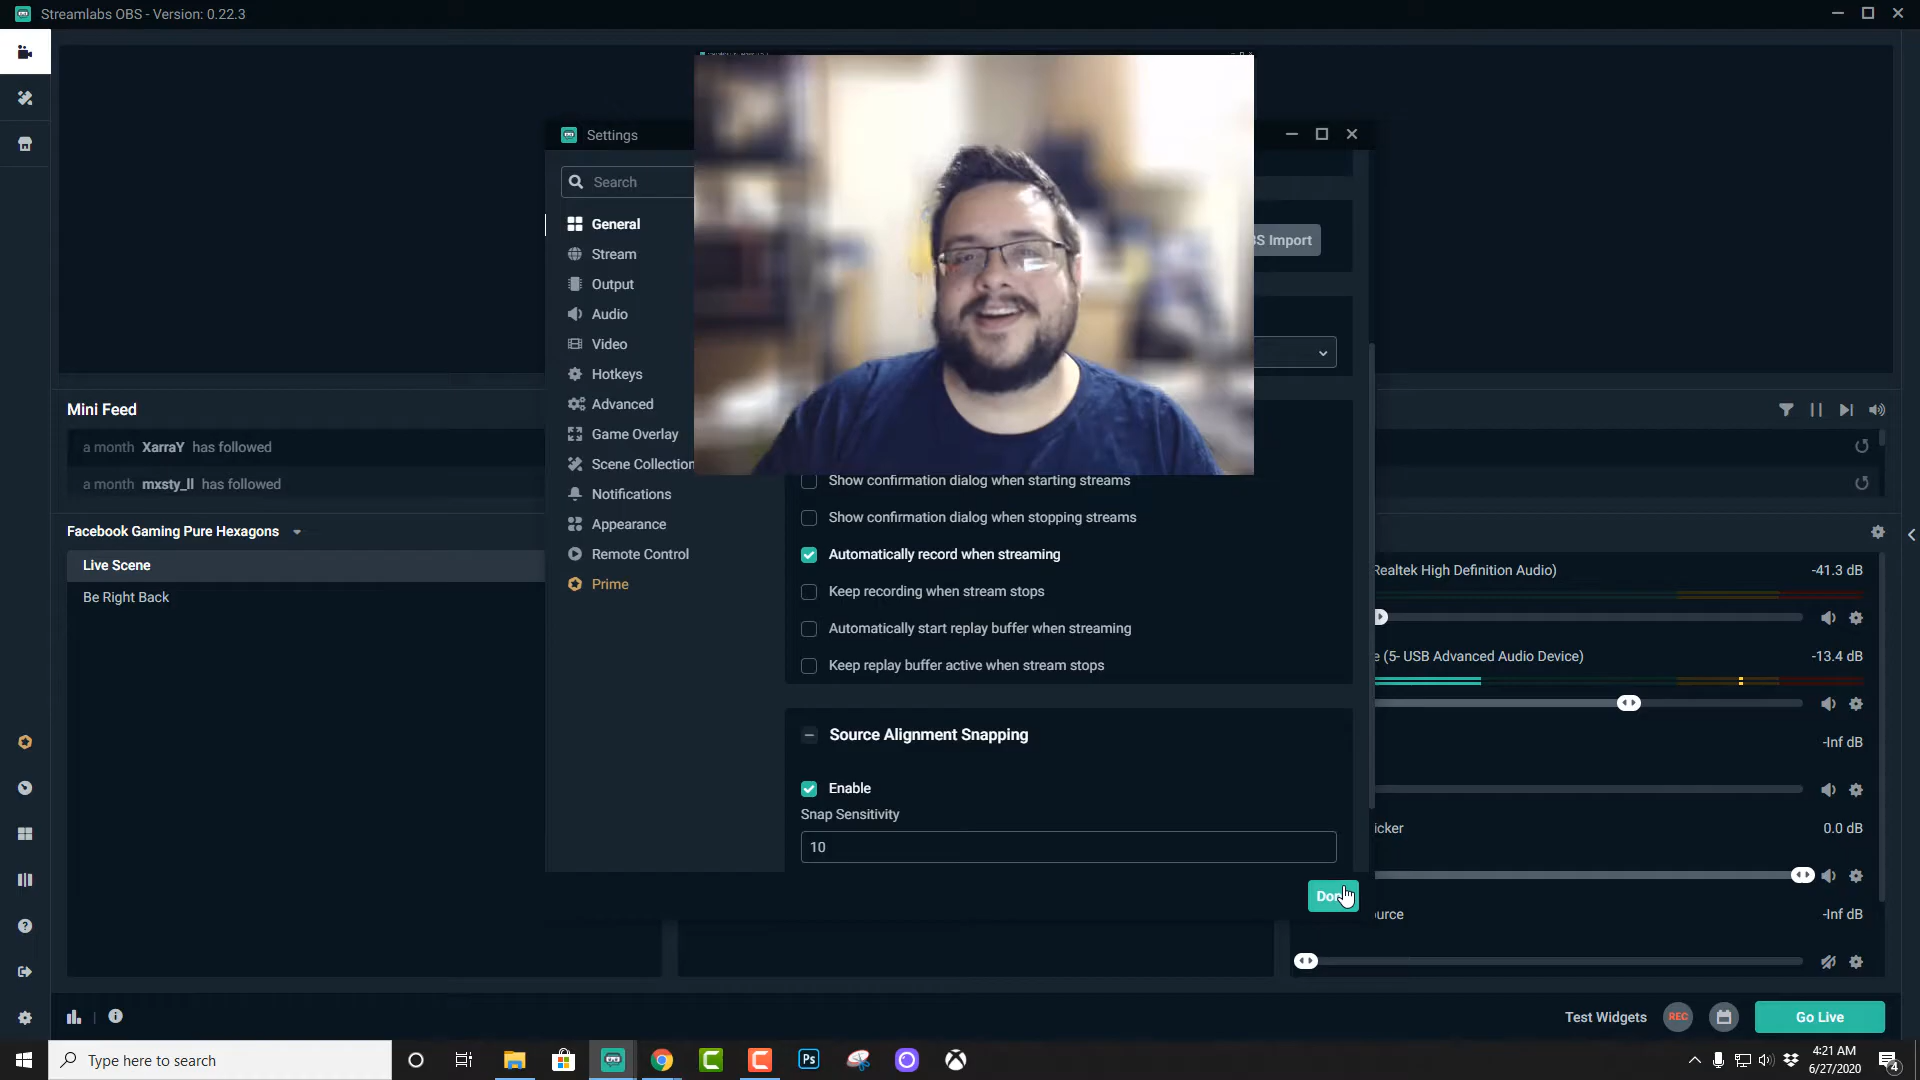 Streamlabs OBS - Version: 0.22.3
Settings
Search
General
Stream
Output
Audio
Video
Hotkeys
Advanced
Game Overlay
Scene Collection
Notifications
Appearance
Remote Control
Prime
S Import
Show confirmation dialog when starting streams
Show confirmation dialog when stopping streams
Automatically record when streaming
Keep recording when stream stops
Automatically start replay buffer when streaming
Keep replay buffer active when stream stops
Source Alignment Snapping
Enable
Snap Sensitivity
10
Mini Feed
a month XarraY has followed
a month mxsty_ll has followed
Facebook Gaming Pure Hexagons
Live Scene
Be Right Back
Realtek High Definition Audio) -41.3 dB
e (5- USB Advanced Audio Device) -13.4 dB
-Inf dB
icker 0.0 dB
urce -Inf dB
Test Widgets REC Go Live
Type here to search
Ps
4:21 AM
6/27/2020
4